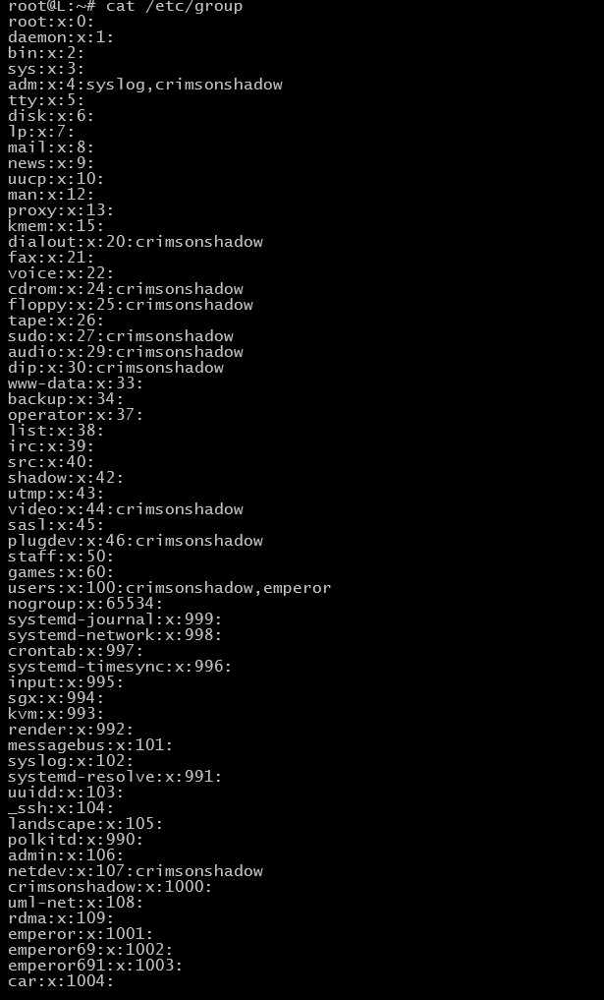 root@L:~# cat /etc/group
root:x:0:
daemon:x:1:
bin:x:2:
sys:x:3:
adm:x:4:syslog,crimsonshadow
tty:x:5:
disk:x:6:
lp:x:7:
mail:x:8:
news:x:9:
uucp:x:10:
man:x:12:
proxy:x:13:
kmem:x:15:
dialout:x:20:crimsonshadow
fax:x:21:
voice:x:22:
cdrom:x:24:crimsonshadow
floppy:x:25:crimsonshadow
tape:x:26:
sudo:x:27:crimsonshadow
audio:x:29:crimsonshadow
dip:x:30:crimsonshadow
www-data:x:33:
backup:x:34:
operator:x:37:
list:x:38:
irc:x:39:
src:x:40:
shadow:x:42:
utmp:x:43:
video:x:44:crimsonshadow
sasl:x:45:
plugdev:x:46:crimsonshadow
staff:x:50:
games:x:60:
users:x:100:crimsonshadow,emperor
nogroup:x:65534:
systemd-journal:x:999:
systemd-network:x:998:
crontab:x:997:
systemd-timesync:x:996:
input:x:995:
sgx:x:994:
kvm:x:993:
render:x:992:
messagebus:x:101:
syslog:x:102:
systemd-resolve:x:991:
uuidd:x:103:
_ssh:x:104:
landscape:x:105:
polkitd:x:990:
admin:x:106:
netdev:x:107:crimsonshadow
crimsonshadow:x:1000:
uml-net:x:108:
rdma:x:109:
emperor:x:1001:
emperor69:x:1002:
emperor691:x:1003:
car:x:1004: